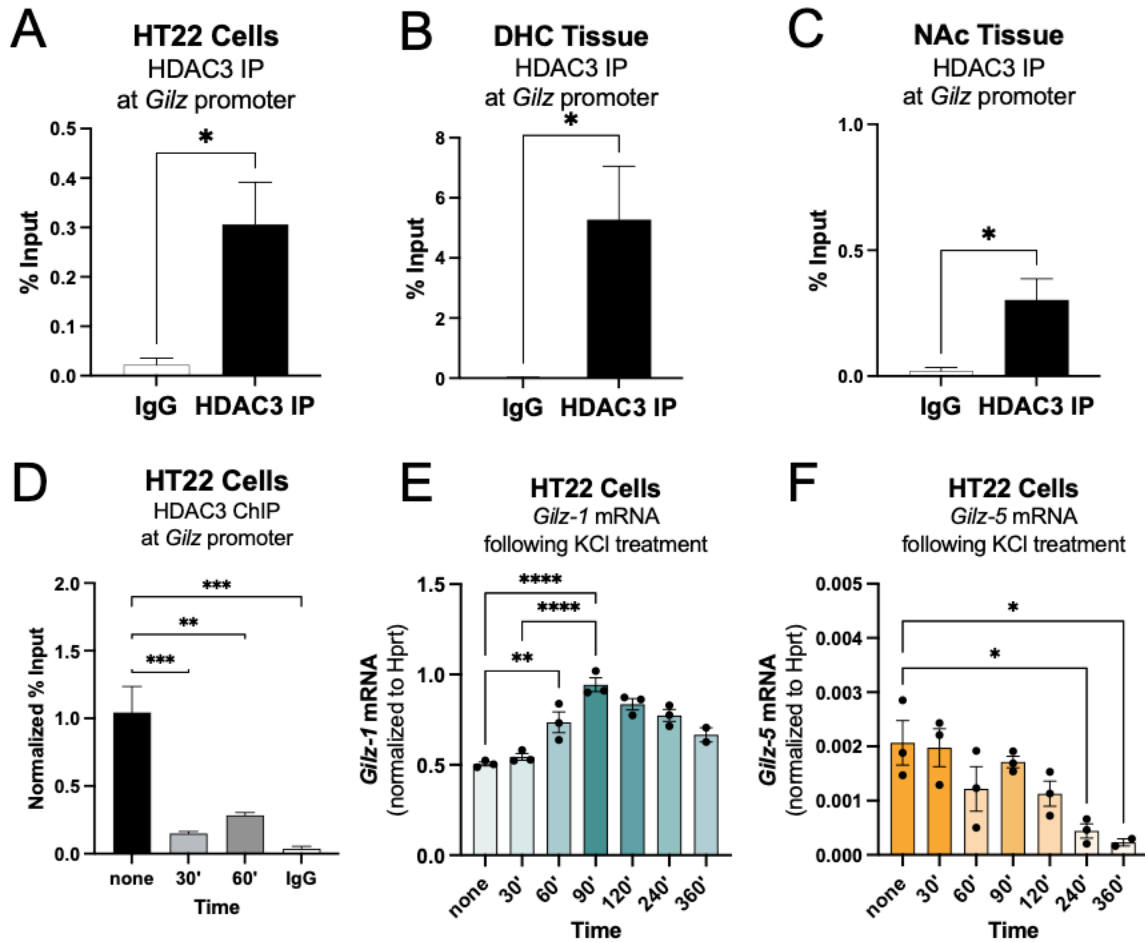 A
HT22 Cells
HDAC3 IP
at Gilz promoter
% Input
0.5
0.4
0.3
0.2
0.1
0.0
*
IgG HDAC3 IP
B
DHC Tissue
HDAC3 IP
at Gilz promoter
% Input
8
6
4
2
0
*
IgG HDAC3 IP
C
NAc Tissue
HDAC3 IP
at Gilz promoter
% Input
1.0
0.5
0.0
*
IgG HDAC3 IP
D
HT22 Cells
HDAC3 ChIP
at Gilz promoter
Normalized % Input
2.0
1.5
1.0
0.5
0.0
***
**
***
none 30' 60' IgG
Time
E
HT22 Cells
Gilz-1 mRNA
following KCl treatment
Gilz-1 mRNA
(normalized to Hprt)
1.5
1.0
0.5
0.0
****
****
**
none 30' 60' 90' 120' 240' 360'
Time
F
HT22 Cells
Gilz-5 mRNA
following KCl treatment
Gilz-5 mRNA
(normalized to Hprt)
0.005
0.004
0.003
0.002
0.001
0.000
*
*
none 30' 60' 90' 120' 240' 360'
Time